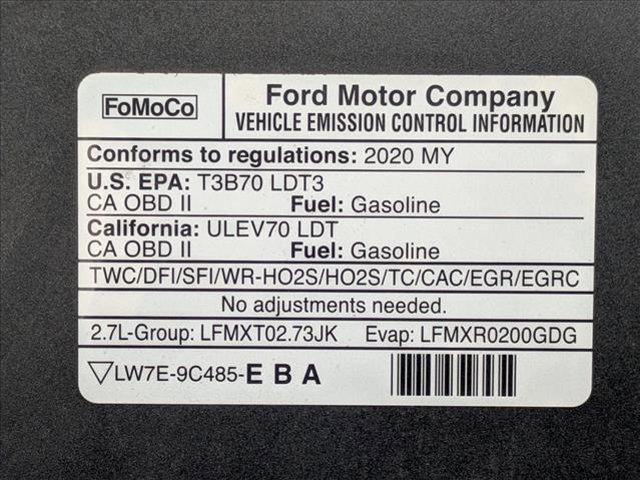 FoMoCo
Ford Motor Company
VEHICLE EMISSION CONTROL INFORMATION
Conforms to regulations: 2020 MY
U.S. EPA: T3B70 LDT3
CA OBD II Fuel: Gasoline
California: ULEV70 LDT
CA OBD II Fuel: Gasoline
TWC/DFI/SFI/WR-HO2S/HO2S/TC/CAC/EGR/EGRC
No adjustments needed.
2.7L-Group: LFMXT02.73JK Evap: LFMXR0200GDG
▽LW7E-9C485-E B A